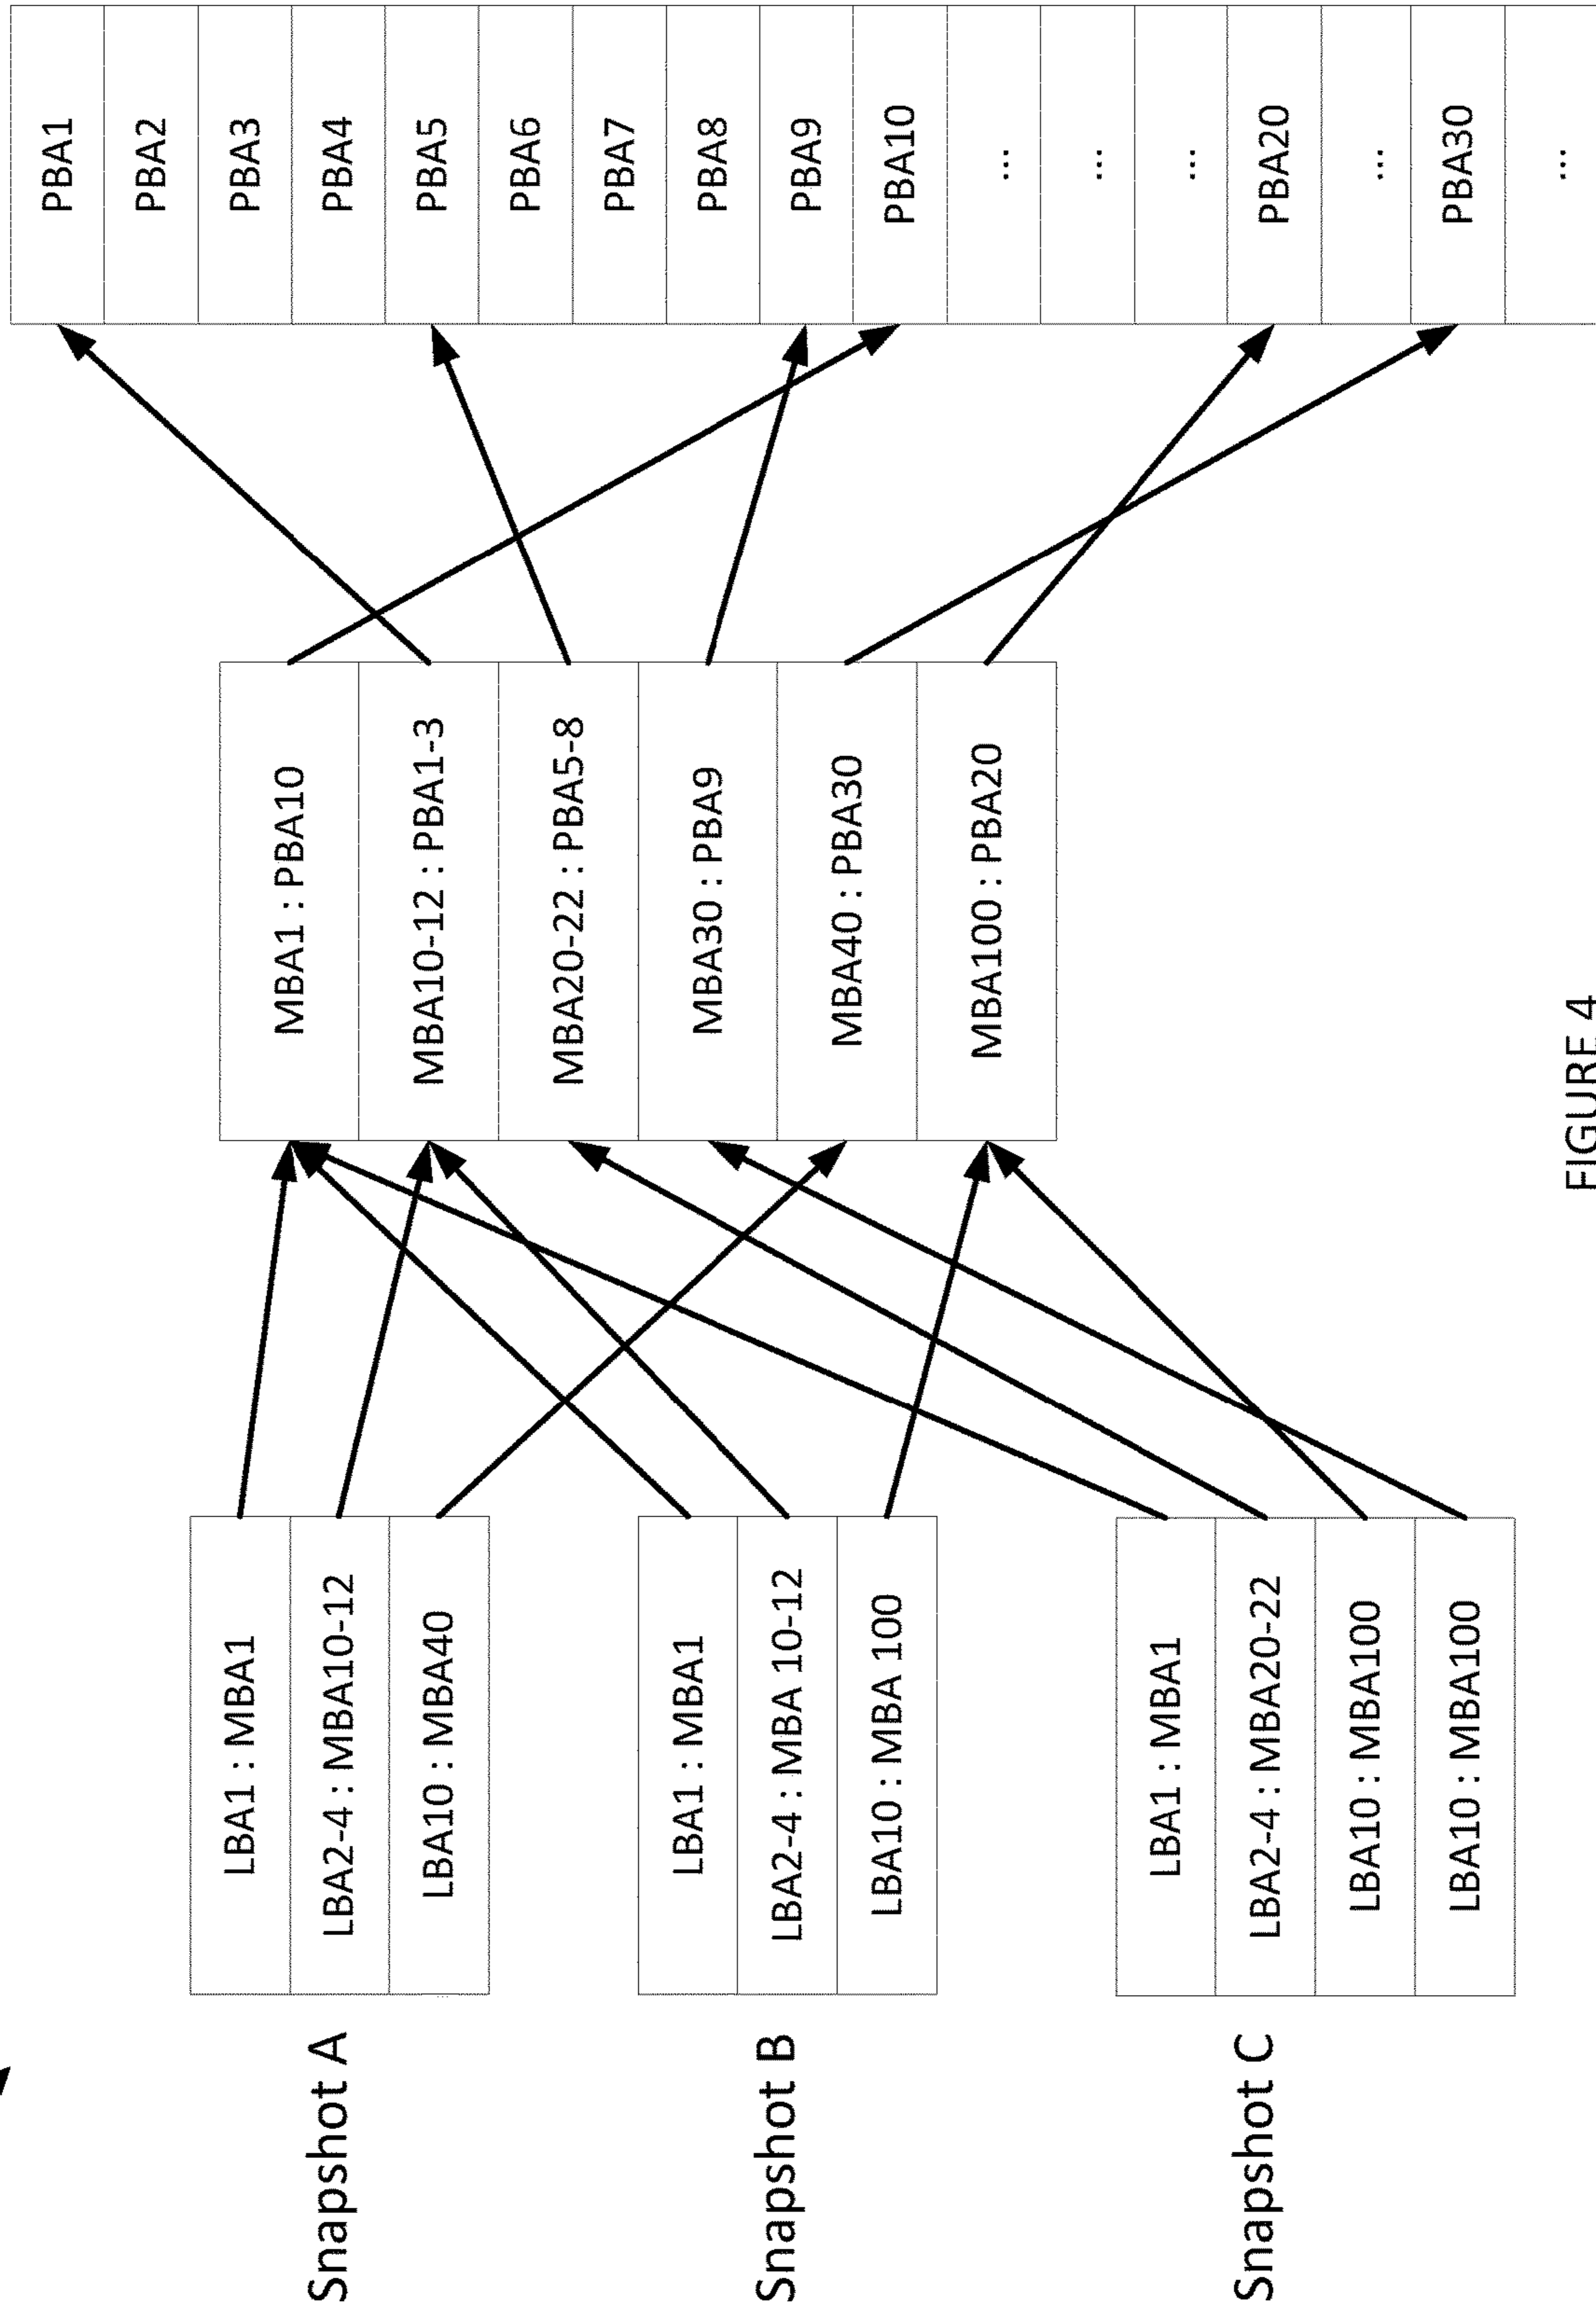 Snapshot A
LBA1 : MBA1
LBA2-4 : MBA10-12
LBA10 : MBA40
Snapshot B
LBA1 : MBA1
LBA2-4 : MBA 10-12
LBA10 : MBA 100
Snapshot C
LBA1 : MBA1
LBA2-4 : MBA20-22
LBA10 : MBA100
LBA10 : MBA100
MBA1 : PBA10
MBA10-12 : PBA1-3
MBA20-22 : PBA5-8
MBA30 : PBA9
MBA40 : PBA30
MBA100 : PBA20
PBA1
PBA2
PBA3
PBA4
PBA5
PBA6
PBA7
PBA8
PBA9
PBA10
...
...
...
PBA20
...
PBA30
...
FIGURE 4